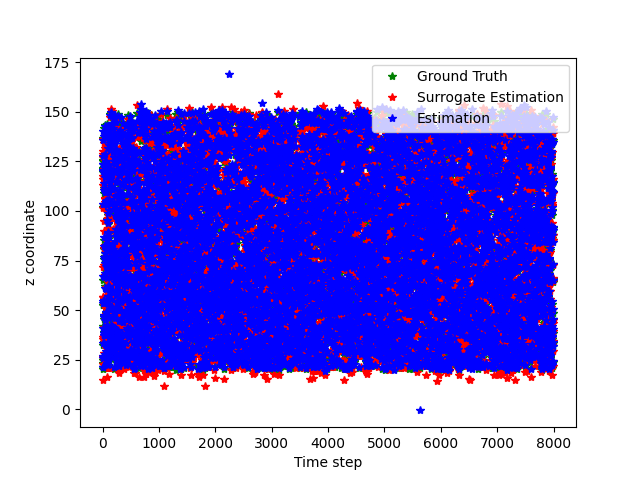 175
150
125
100
75
50
25
0
z coordinate
Ground Truth
Surrogate Estimation
Estimation
0 1000 2000 3000 4000 5000 6000 7000 8000
Time step